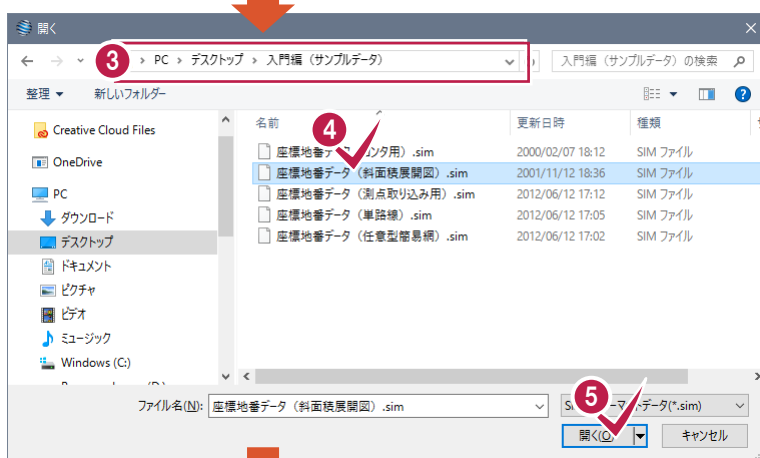 開く
3
PC › デスクトップ › 入門編（サンプルデータ）
入門編（サンプルデータ）の検索
整理
新しいフォルダー
?
名前
更新日時
種類
Creative Cloud Files
OneDrive
PC
ダウンロード
デスクトップ
ドキュメント
ピクチャ
ビデオ
ミュージック
Windows (C:)
4
座標地番データ
ンタ用）.sim
2000/02/07 18:12
SIM ファイル
座標地番データ（斜面積展開図）.sim
2001/11/12 18:36
SIM ファイル
座標地番データ（測点取り込み用）.sim
2012/06/12 17:12
SIM ファイル
座標地番データ（単路線）.sim
2012/06/12 17:05
SIM ファイル
座標地番データ（任意型簡易網）.sim
2012/06/12 17:02
SIM ファイル
ファイル名(N):
座標地番データ（斜面積展開図）.sim
5
データ(*.sim)
開く(O)
キャンセル